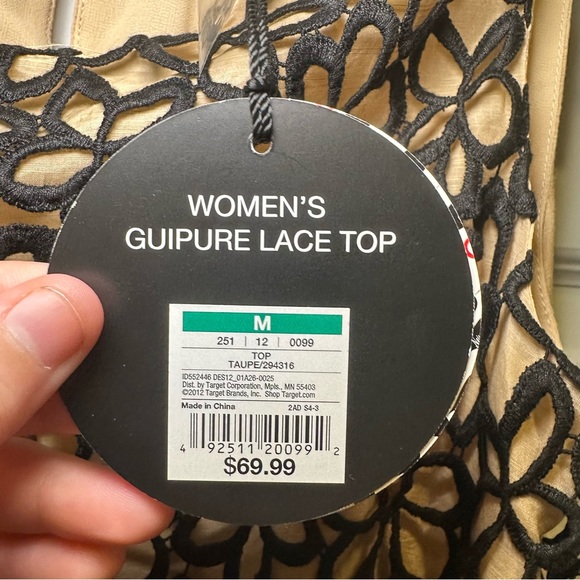 WOMEN'S
GUIPURE LACE TOP
M
251 | 12 | 0099
TOP
TAUPE/294316
ID552446 DES12_01A26-0025
Dist. by Target Corporation, Mpls., MN 55403
©2012 Target Brands, Inc. Shop Target.com
Made in China 2AD S4-3
4 92511 20099 2
$69.99